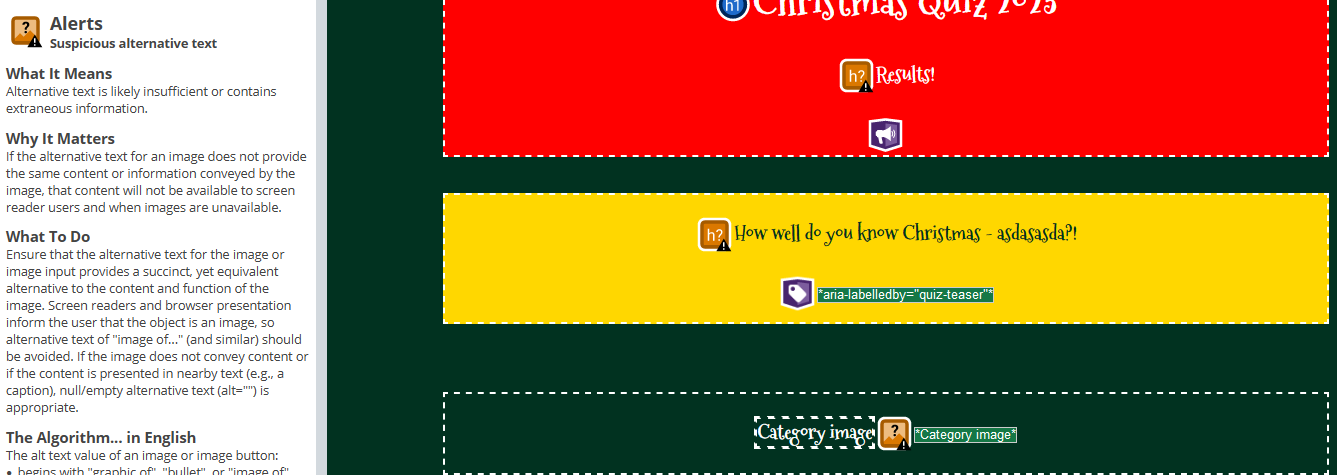 Alerts
Suspicious alternative text
What It Means
Alternative text is likely insufficient or contains
extraneous information.
Why It Matters
If the alternative text for an image does not provide
the same content or information conveyed by the
image, that content will not be available to screen
reader users and when images are unavailable.
What To Do
Ensure that the alternative text for the image or
image input provides a succinct, yet equivalent
alternative to the content and function of the
image. Screen readers and browser presentation
inform the user that the object is an image, so
alternative text of "image of..." (and similar) should
be avoided. If the image does not convey content or
if the content is presented in nearby text (e.g., a
caption), null/empty alternative text (alt="") is
appropriate.
The Algorithm... in English
The alt text value of an image or image button:
• begins with "graphic of", "bullet", or "image of"
h1 Christmas Quiz 2023
h? Results!
h? How well do you know Christmas - asdasasda?!
*aria-labelledby="quiz-teaser"*
Category image ? *Category image*